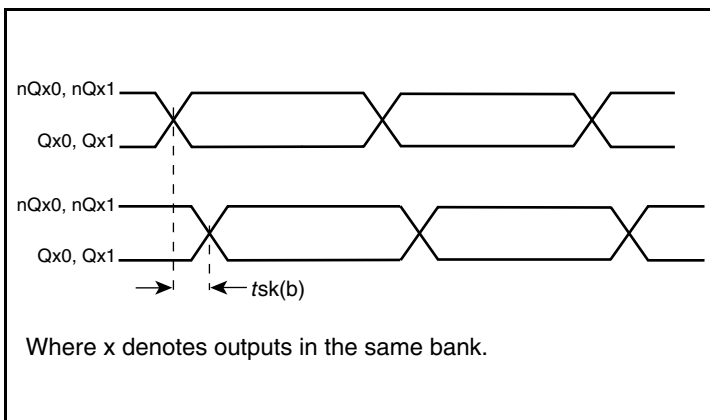 nQx0, nQx1
Qx0, Qx1
nQx0, nQx1
Qx0, Qx1
tsk(b)
Where x denotes outputs in the same bank.